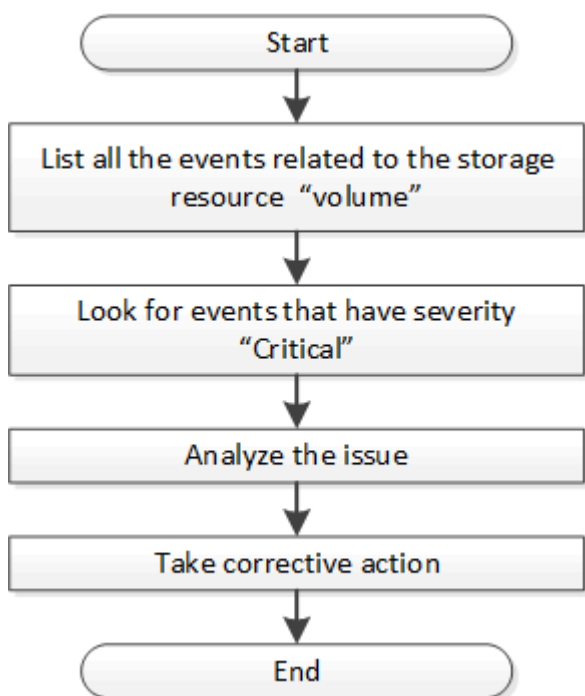 Start
List all the events related to the storage
resource “volume”
Look for events that have severity
“Critical”
Analyze the issue
Take corrective action
End